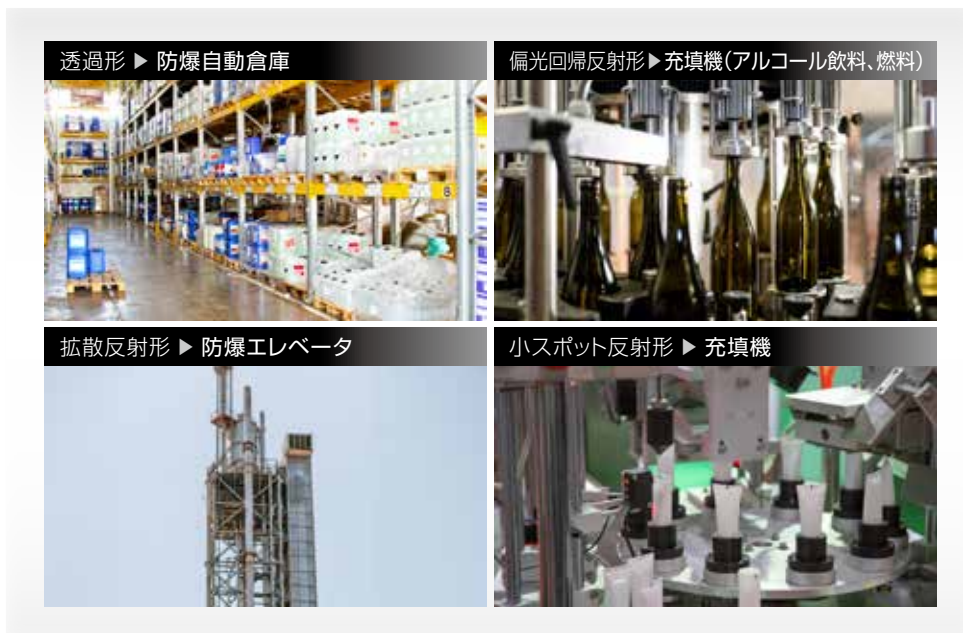 透過形 ▶ 防爆自動倉庫
偏光回帰反射形▶充填機（アルコール飲料、燃料）
8
拡散反射形 ▶ 防爆エレベータ
小スポット反射形 ▶ 充填機